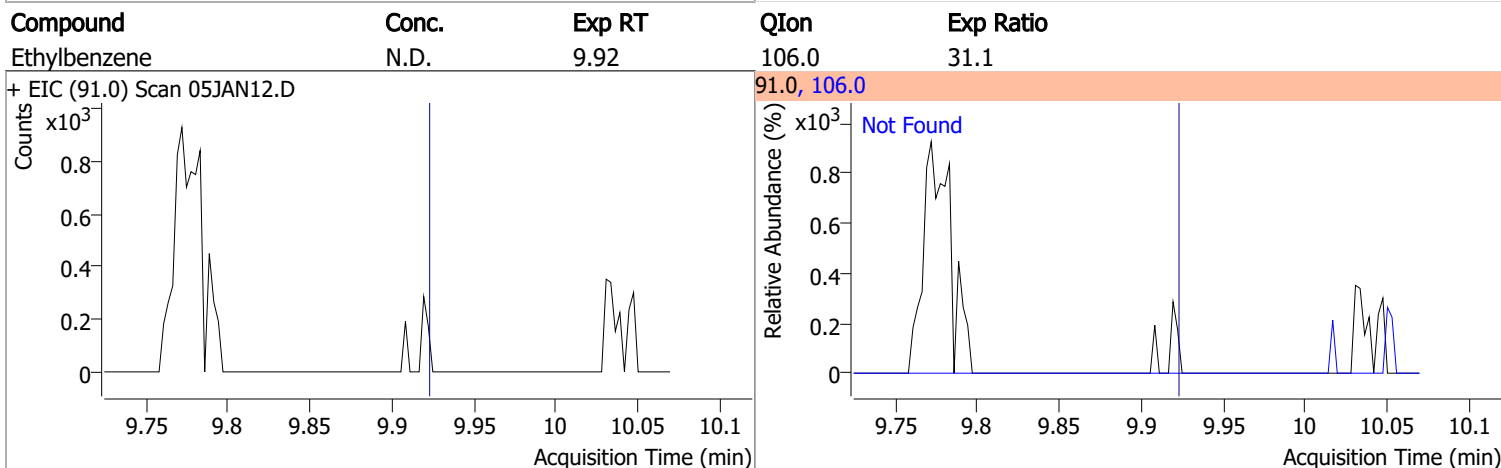 Compound Conc. Exp RT QIon Exp Ratio
Ethylbenzene N.D. 9.92 106.0 31.1
+ EIC (91.0) Scan 05JAN12.D
Counts
x10³
0.8
0.6
0.4
0.2
0
9.75 9.8 9.85 9.9 9.95 10 10.05 10.1
Acquisition Time (min)
91.0, 106.0
Relative Abundance (%)
x10³
Not Found
0.8
0.6
0.4
0.2
0
9.75 9.8 9.85 9.9 9.95 10 10.05 10.1
Acquisition Time (min)